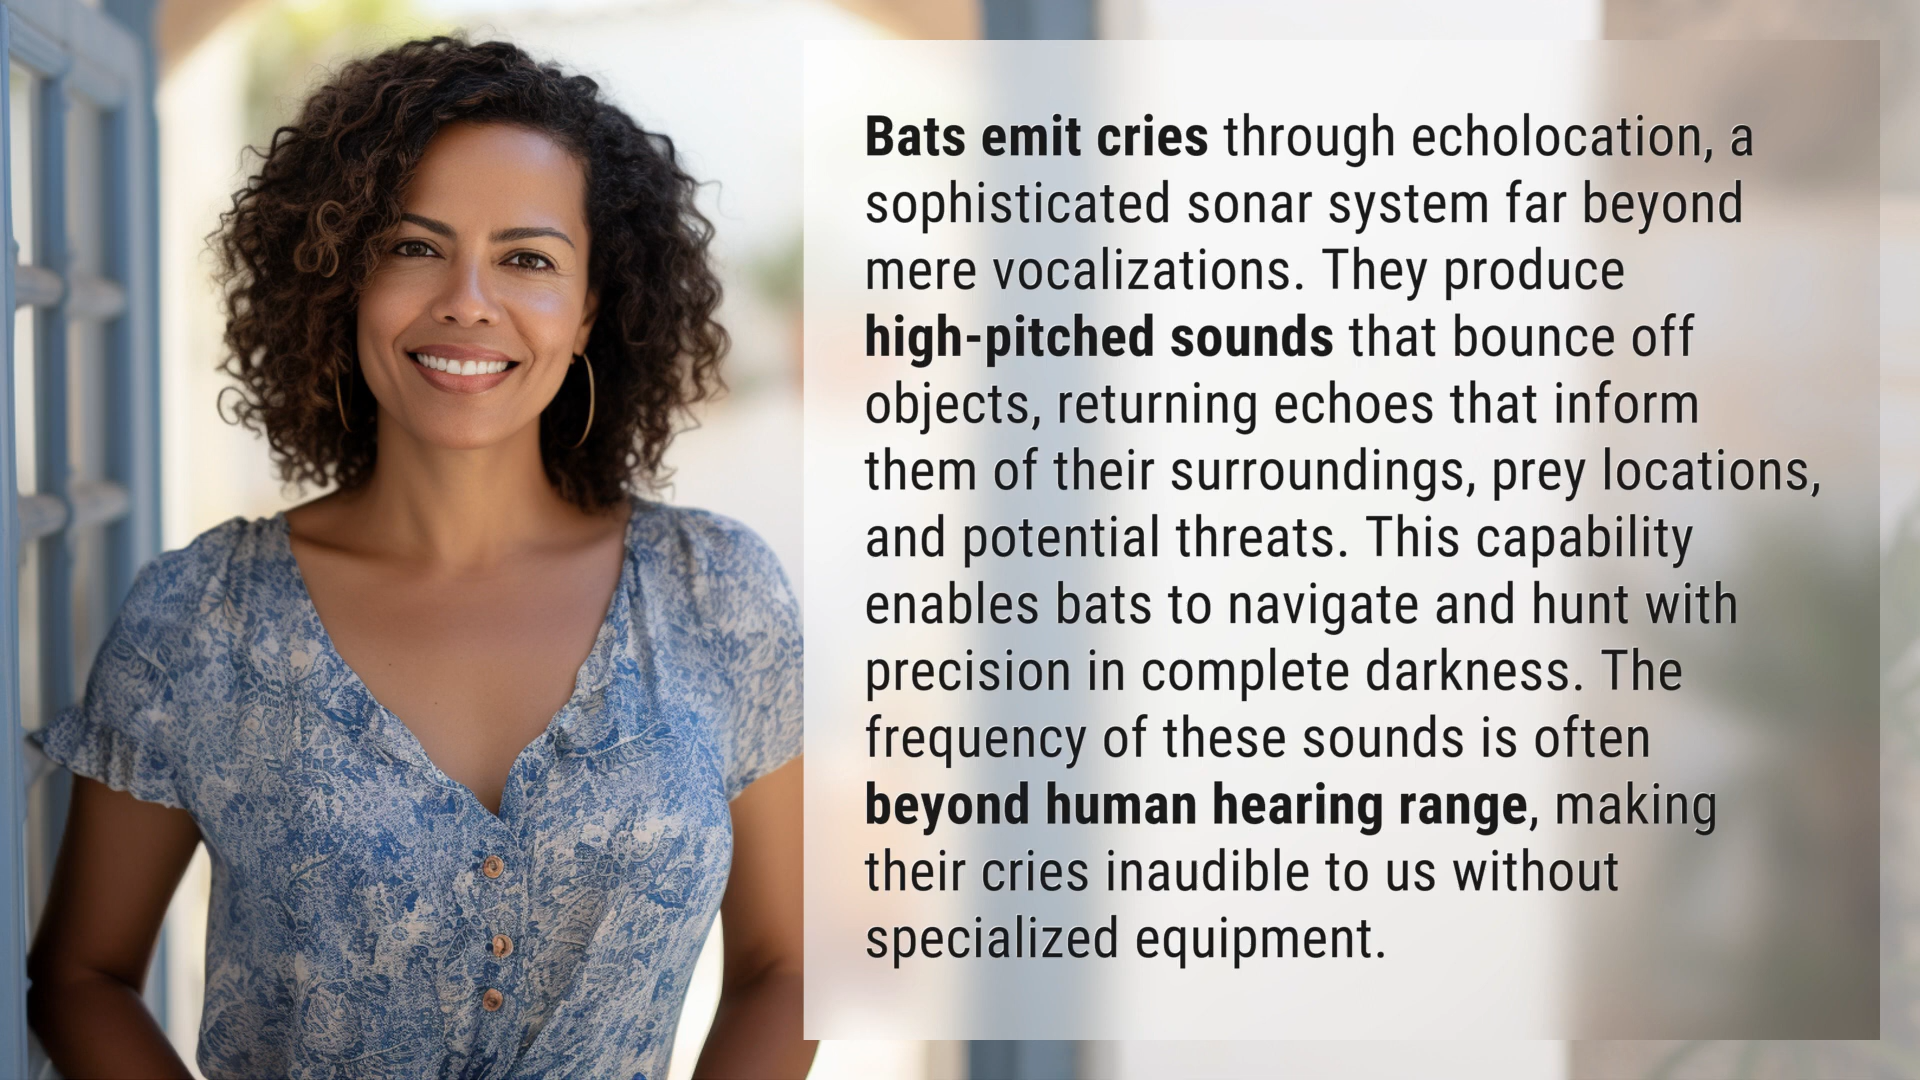 Bats emit cries through echolocation, a
sophisticated sonar system far beyond
mere vocalizations. They produce
high-pitched sounds that bounce off
objects, returning echoes that inform
them of their surroundings, prey locations,
and potential threats. This capability
enables bats to navigate and hunt with
precision in complete darkness. The
frequency of these sounds is often
beyond human hearing range, making
their cries inaudible to us without
specialized equipment.